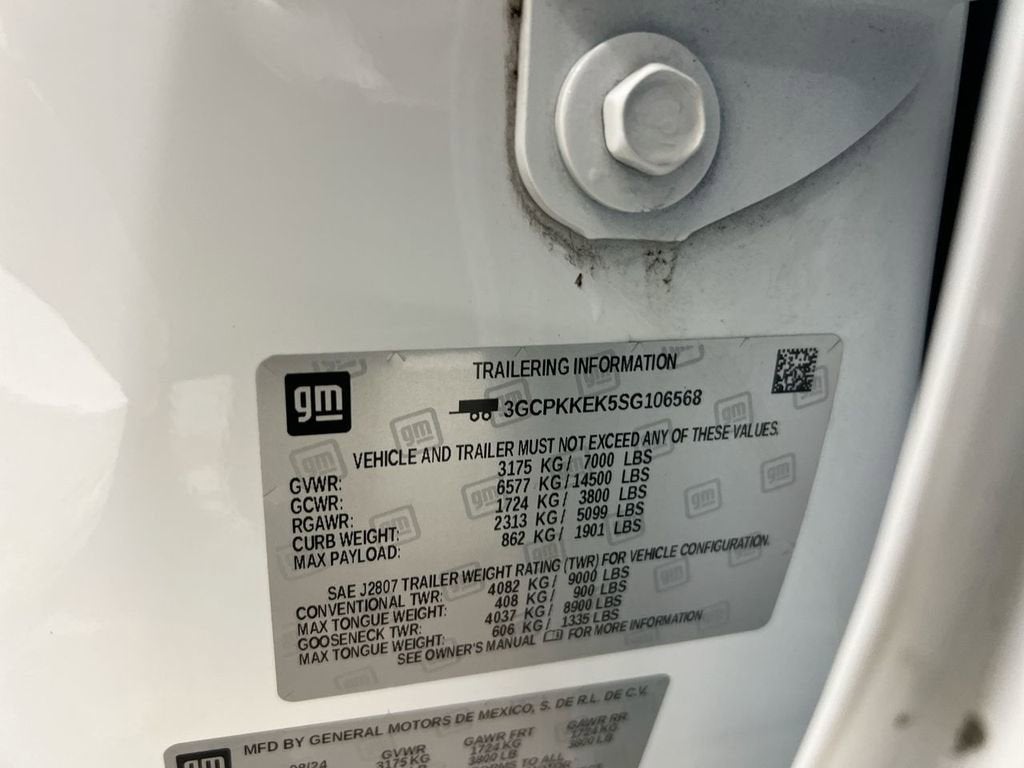 gm
TRAILERING INFORMATION
3GCPKKEK5SG106568
VEHICLE AND TRAILER MUST NOT EXCEED ANY OF THESE VALUES.
GVWR: 3175 KG / 7000 LBS
GCWR: 6577 KG / 14500 LBS
RGAWR: 1724 KG / 3800 LBS
CURB WEIGHT: 2313 KG / 5099 LBS
MAX PAYLOAD: 862 KG / 1901 LBS
SAE J2807 TRAILER WEIGHT RATING (TWR) FOR VEHICLE CONFIGURATION.
CONVENTIONAL TWR: 4082 KG / 9000 LBS
MAX TONGUE WEIGHT: 408 KG / 900 LBS
GOOSENECK TWR: 4037 KG / 8900 LBS
MAX TONGUE WEIGHT: 606 KG / 1335 LBS
SEE OWNER'S MANUAL FOR MORE INFORMATION
gm
MFD BY GENERAL MOTORS DE MEXICO, S. DE R.L. DE C.V.
08/24 GVWR GAWR FRT GAWR RR
3175 KG 1724 KG 1724 KG
3800 LB 3800 LB